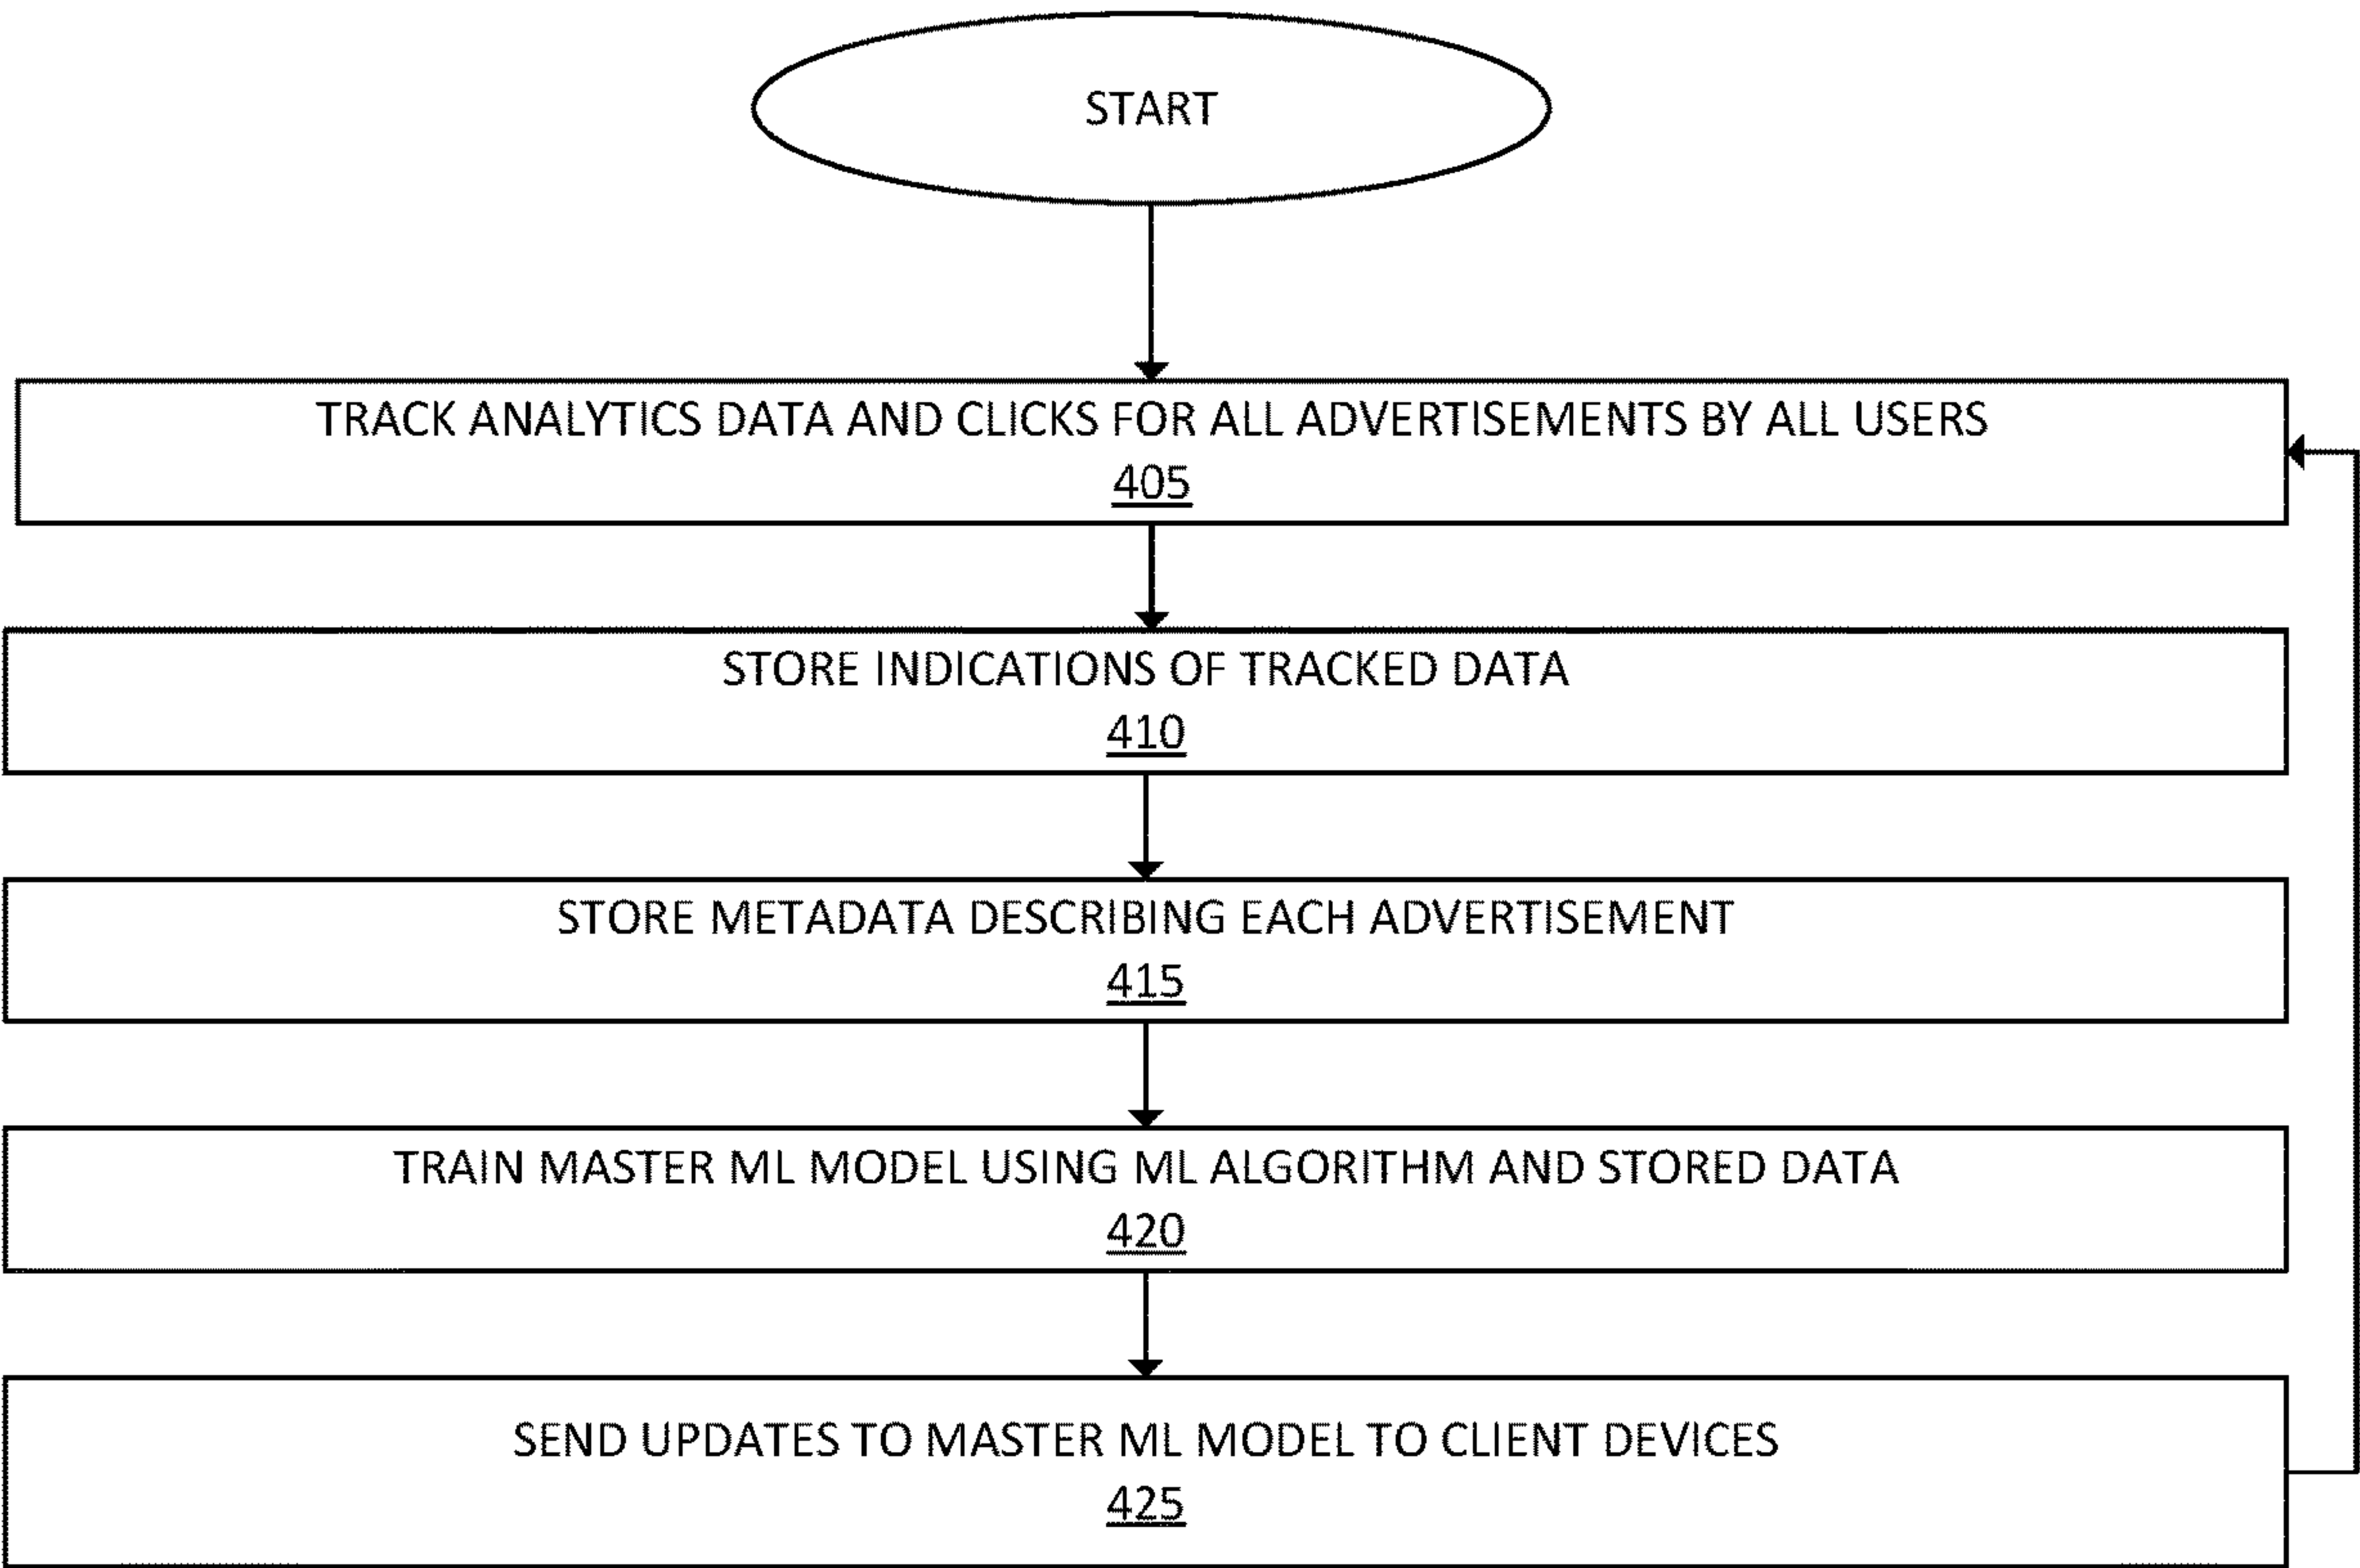 START
TRACK ANALYTICS DATA AND CLICKS FOR ALL ADVERTISEMENTS BY ALL USERS
405
STORE INDICATIONS OF TRACKED DATA
410
STORE METADATA DESCRIBING EACH ADVERTISEMENT
415
TRAIN MASTER ML MODEL USING ML ALGORITHM AND STORED DATA
420
SEND UPDATES TO MASTER ML MODEL TO CLIENT DEVICES
425